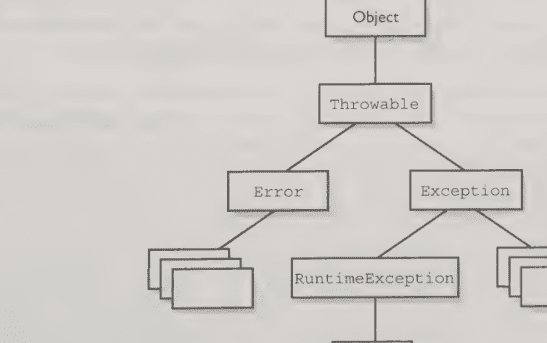 Object
Throwable
Error
Exception
RuntimeException